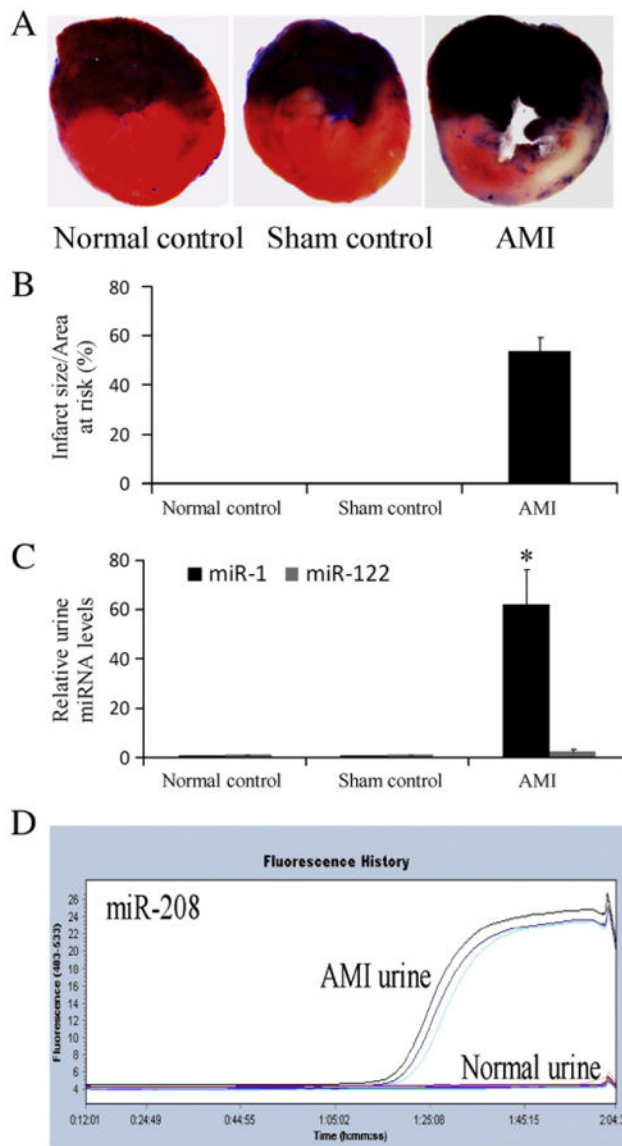 A
Normal control Sham control AMI
B
Infarct size/Area
at risk (%)
80
60
40
20
0
Normal control Sham control AMI
C
miR-1 miR-122
*
Relative urine
miRNA levels
80
60
40
20
0
Normal control Sham control AMI
D
Fluorescence History
miR-208
AMI urine
Normal urine
Fluorescence (483-533)
26
24
22
20
18
16
14
12
10
8
6
4
0:12:01 0:24:49 0:44:55 1:05:02 1:25:08 1:45:15
Time (h:mm:ss)